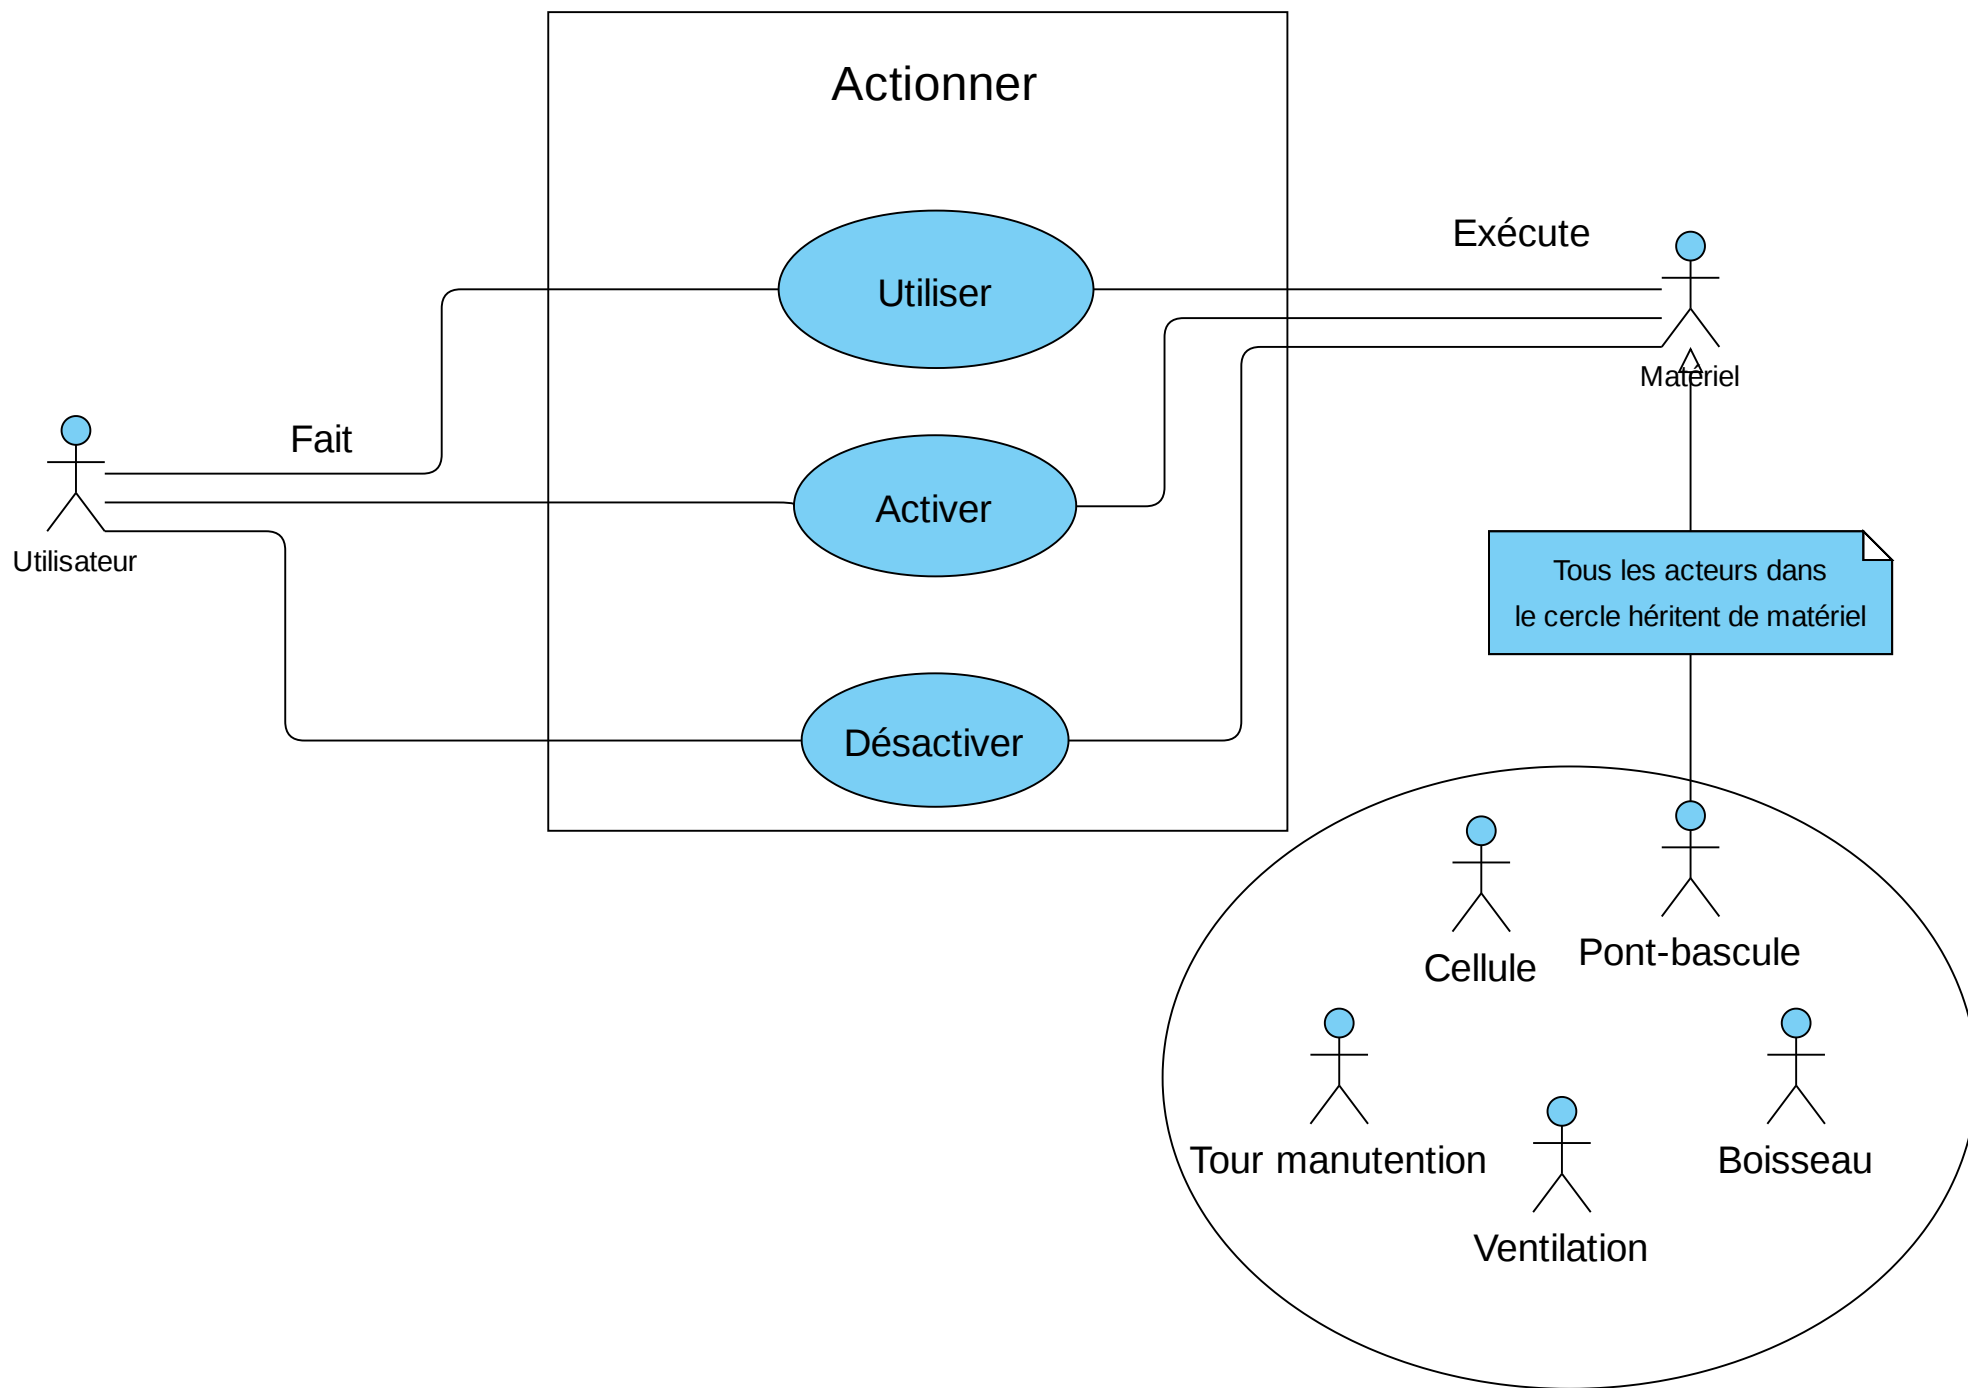 Actionner
Exécute
Utiliser
Matériel
Fait
Activer
Utilisateur
Tous les acteurs dans
le cercle héritent de matériel
Désactiver
Cellule
Pont-bascule
Tour manutention
Boisseau
Ventilation